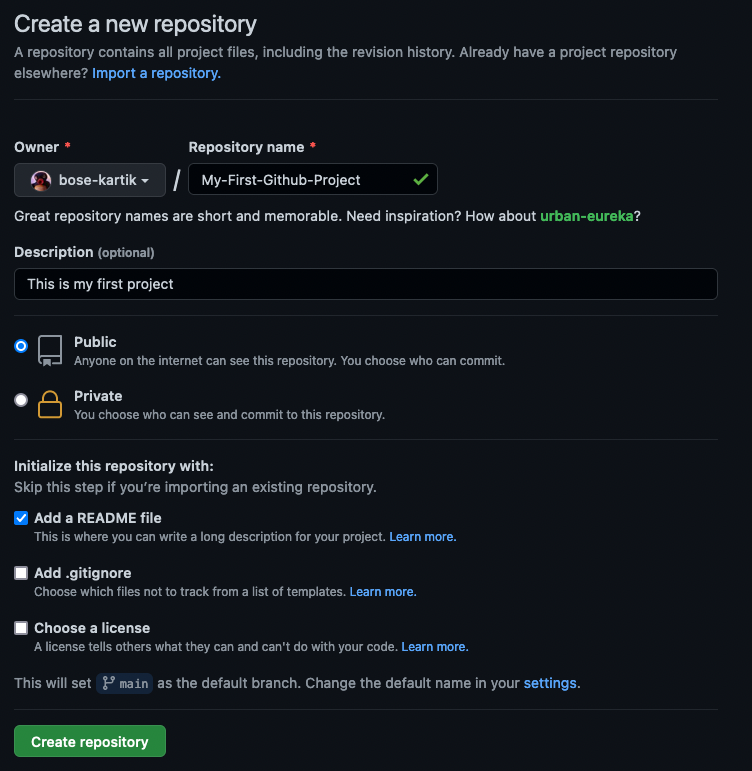 Create a new repository
A repository contains all project files, including the revision history. Already have a project repository
elsewhere? Import a repository.
Owner * Repository name *
bose-kartik / My-First-Github-Project
Great repository names are short and memorable. Need inspiration? How about urban-eureka?
Description (optional)
This is my first project
Public
Anyone on the internet can see this repository. You choose who can commit.
Private
You choose who can see and commit to this repository.
Initialize this repository with:
Skip this step if you’re importing an existing repository.
Add a README file
This is where you can write a long description for your project. Learn more.
Add .gitignore
Choose which files not to track from a list of templates. Learn more.
Choose a license
A license tells others what they can and can't do with your code. Learn more.
This will set main as the default branch. Change the default name in your settings.
Create repository